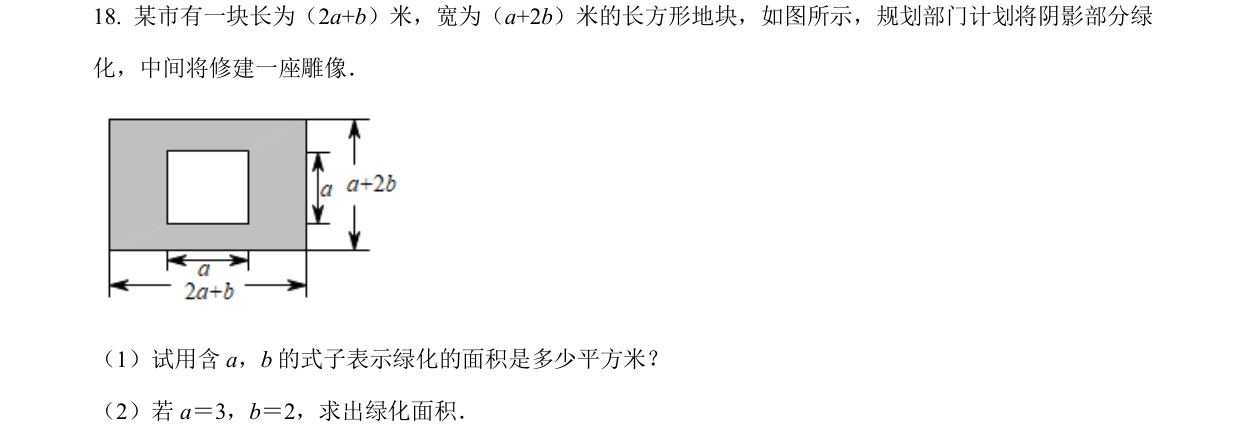 18. 某市有一块长为（2a+b）米，宽为（a+2b）米的长方形地块，如图所示，规划部门计划将阴影部分绿
化，中间将修建一座雕像．
a
a+2b
a
2a+b
（1）试用含 a，b 的式子表示绿化的面积是多少平方米？
（2）若 a＝3，b＝2，求出绿化面积．